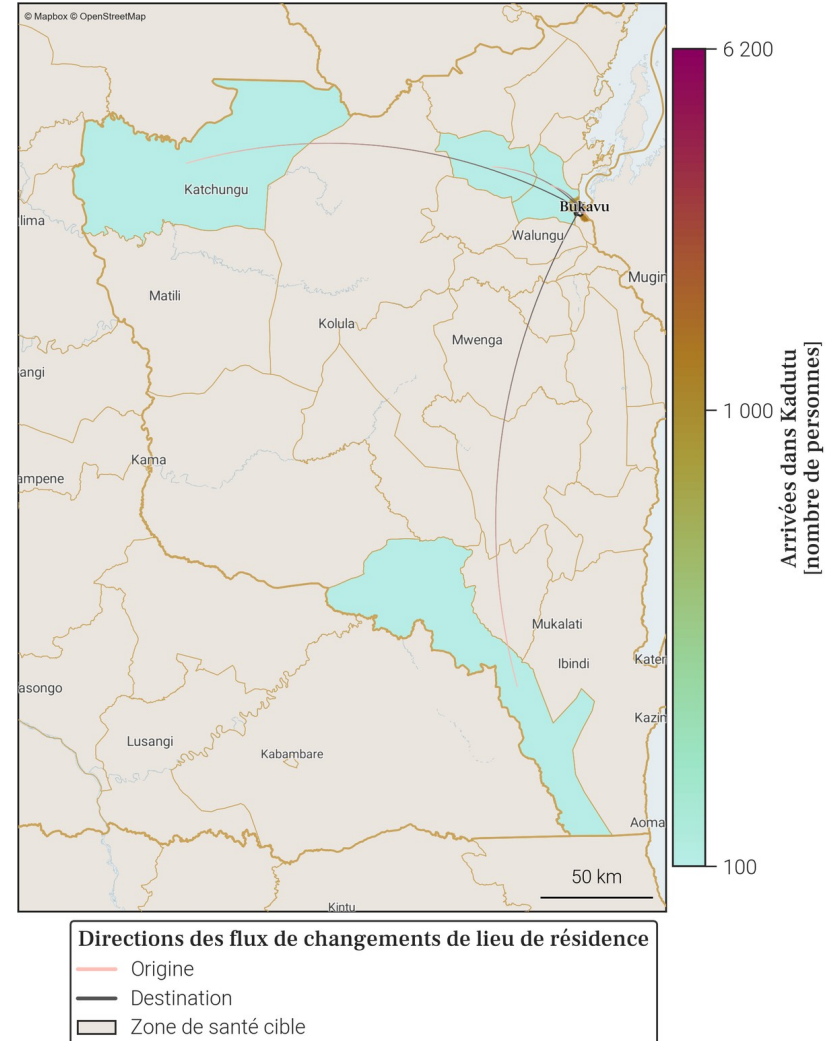 © Mapbox © OpenStreetMap
6 200
Katchungu
Bukavu
lima
Walungu
Mugir
Matili
Kolula
Mwenga
angi
1 000
Arrivées dans Kadutu
[nombre de personnes]
Kama
ampene
Mukalati
Ibindi
Kater
asongo
Kazin
Lusangi
Kabambare
Aoma
100
50 km
Kintu
Directions des flux de changements de lieu de résidence
Origine
Destination
Zone de santé cible